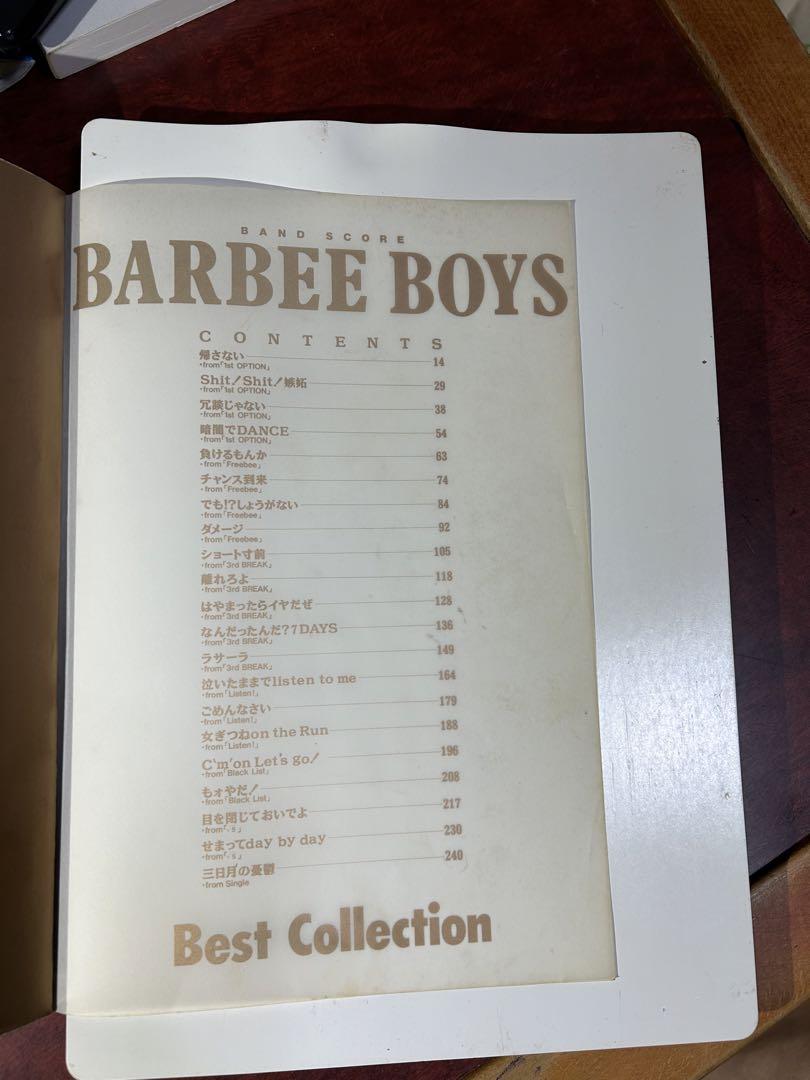 BAND SCORE
BARBEE BOYS
CONTENTS
帰さない 14
・from「1st OPTION」
Shit！Shit！嫉妬 29
・from「1st OPTION」
冗談じゃない 38
・from「1st OPTION」
暗闇でDANCE 54
・from「1st OPTION」
負けるもんか 63
・from「Freebee」
チャンス到来 74
・from「Freebee」
でも!?しょうがない 84
・from「Freebee」
ダメージ 92
・from「Freebee」
ショート寸前 105
・from「3rd BREAK」
離れろよ 118
・from「3rd BREAK」
はやまったらイヤだぜ 128
・from「3rd BREAK」
なんだったんだ?7DAYS 136
・from「3rd BREAK」
ラサーラ 149
・from「3rd BREAK」
泣いたままでlisten to me 164
・from「Listen!」
ごめんなさい 179
・from「Listen!」
女ぎつねon the Run 188
・from「Listen!」
C'm'on Let's go！ 196
・from「Black List」
もォやだ！ 208
・from「Black List」
目を閉じておいでよ 217
・from「√5」
せまってday by day 230
・from「√5」
三日月の憂鬱 240
・from Single
Best Collection